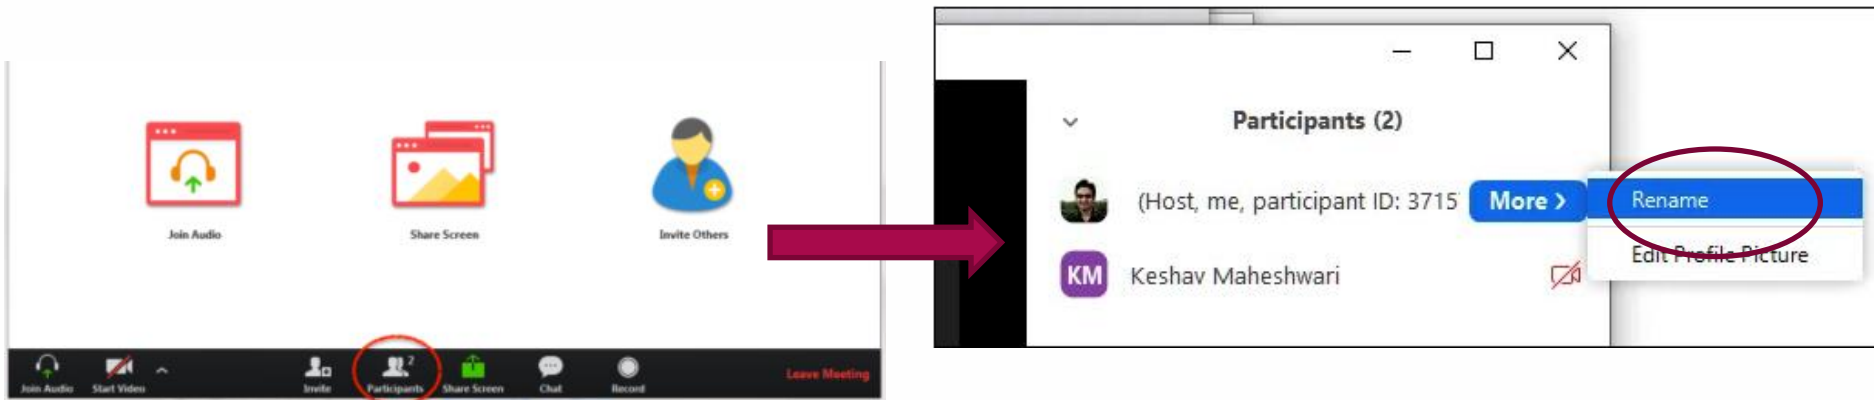 Join Audio
Share Screen
Invite Others
Join Audio
Start Video
Invite
2
Participants
Share Screen
Chat
Record
Leave Meeting
Participants (2)
(Host, me, participant ID: 3715
More >
Rename
Edit Profile Picture
KM
Keshav Maheshwari